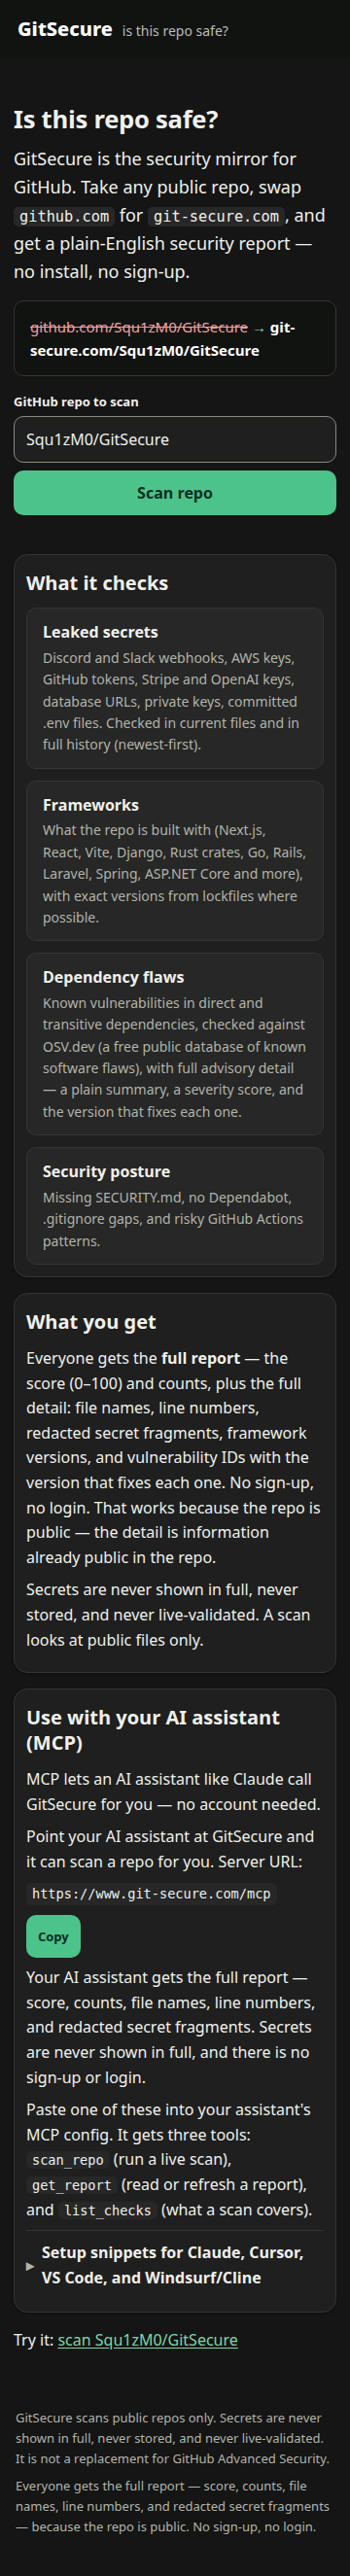 GitSecure is this repo safe?
Is this repo safe?
GitSecure is the security mirror for
GitHub. Take any public repo, swap
github.com for git-secure.com, and
get a plain-English security report —
no install, no sign-up.
github.com/Squ1zM0/GitSecure → git-
secure.com/Squ1zM0/GitSecure
GitHub repo to scan
Squ1zM0/GitSecure
Scan repo
What it checks
Leaked secrets
Discord and Slack webhooks, AWS keys,
GitHub tokens, Stripe and OpenAI keys,
database URLs, private keys, committed
.env files. Checked in current files and in
full history (newest-first).
Frameworks
What the repo is built with (Next.js,
React, Vite, Django, Rust crates, Go, Rails,
Laravel, Spring, ASP.NET Core and more),
with exact versions from lockfiles where
possible.
Dependency flaws
Known vulnerabilities in direct and
transitive dependencies, checked against
OSV.dev (a free public database of known
software flaws), with full advisory detail
— a plain summary, a severity score, and
the version that fixes each one.
Security posture
Missing SECURITY.md, no Dependabot,
.gitignore gaps, and risky GitHub Actions
patterns.
What you get
Everyone gets the full report — the
score (0–100) and counts, plus the full
detail: file names, line numbers,
redacted secret fragments, framework
versions, and vulnerability IDs with the
version that fixes each one. No sign-up,
no login. That works because the repo is
public — the detail is information
already public in the repo.
Secrets are never shown in full, never
stored, and never live-validated. A scan
looks at public files only.
Use with your AI assistant
(MCP)
MCP lets an AI assistant like Claude call
GitSecure for you — no account needed.
Point your AI assistant at GitSecure and
it can scan a repo for you. Server URL:
https://www.git-secure.com/mcp
Copy
Your AI assistant gets the full report —
score, counts, file names, line numbers,
and redacted secret fragments. Secrets
are never shown in full, and there is no
sign-up or login.
Paste one of these into your assistant's
MCP config. It gets three tools:
scan_repo (run a live scan),
get_report (read or refresh a report),
and list_checks (what a scan covers).
▶ Setup snippets for Claude, Cursor,
VS Code, and Windsurf/Cline
Try it: scan Squ1zM0/GitSecure
GitSecure scans public repos only. Secrets are never
shown in full, never stored, and never live-validated.
It is not a replacement for GitHub Advanced Security.
Everyone gets the full report — score, counts, file
names, line numbers, and redacted secret fragments
— because the repo is public. No sign-up, no login.